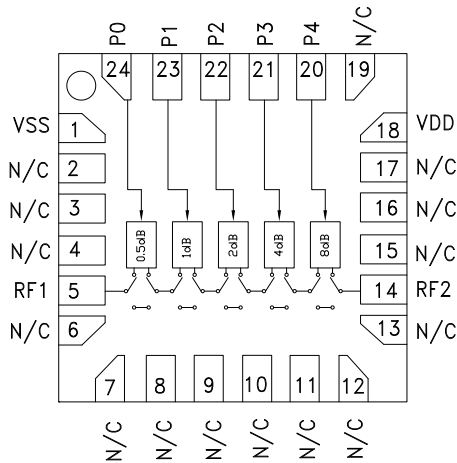 P0 P1 P2 P3 P4 N/C
24 23 22 21 20 19
VSS 1 18 VDD
N/C 2 17 N/C
N/C 3 16 N/C
N/C 4 15 N/C
0.5dB 1dB 2dB 4dB 8dB
RF1 5 14 RF2
N/C 6 13 N/C
7 8 9 10 11 12
N/C N/C N/C N/C N/C N/C